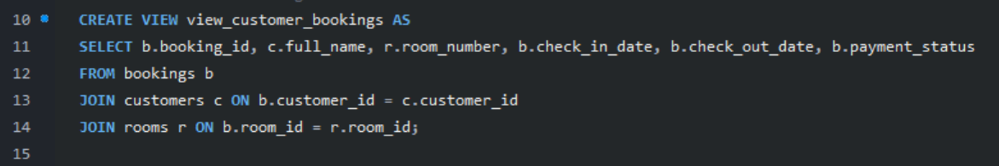 10 CREATE VIEW view_customer_bookings AS
11 SELECT b.booking_id, c.full_name, r.room_number, b.check_in_date, b.check_out_date, b.payment_status
12 FROM bookings b
13 JOIN customers c ON b.customer_id = c.customer_id
14 JOIN rooms r ON b.room_id = r.room_id;
15